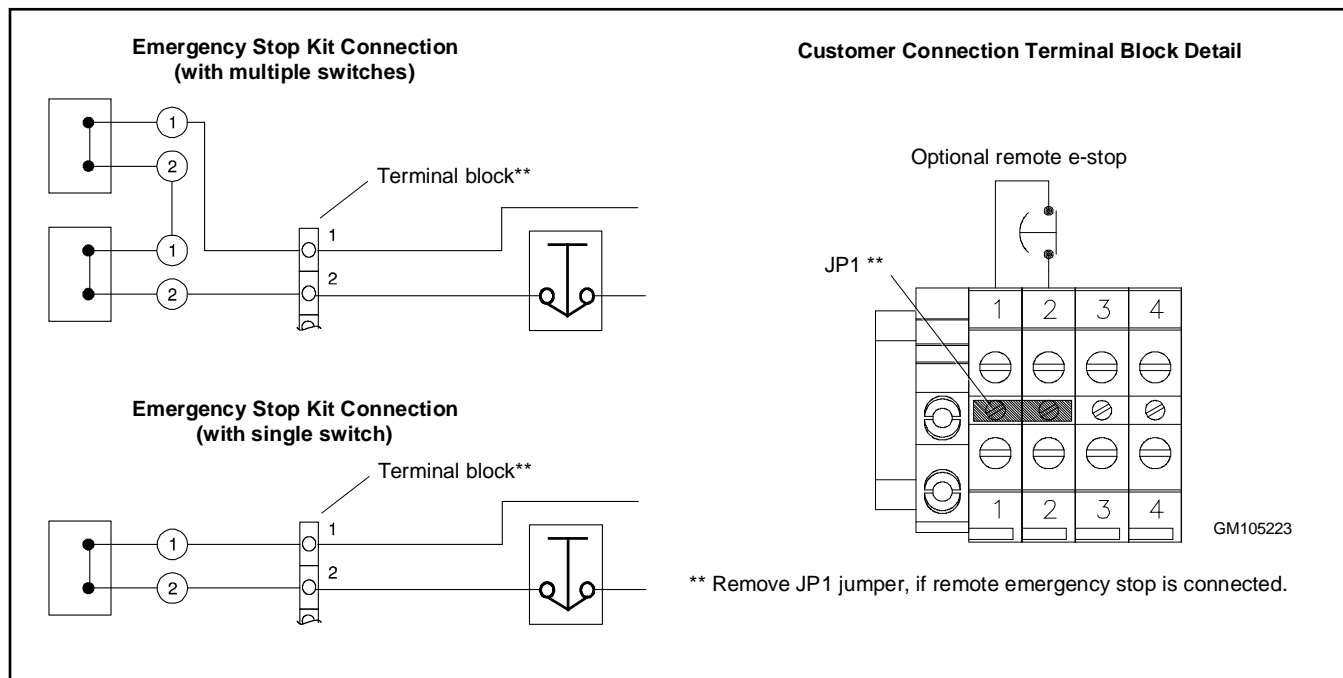 Emergency Stop Kit Connection
(with multiple switches)
1
2
1
2
Terminal block**
1
2
Emergency Stop Kit Connection
(with single switch)
1
2
Terminal block**
1
2
Customer Connection Terminal Block Detail
Optional remote e-stop
JP1 **
1 2 3 4
1 2 3 4
GM105223
** Remove JP1 jumper, if remote emergency stop is connected.